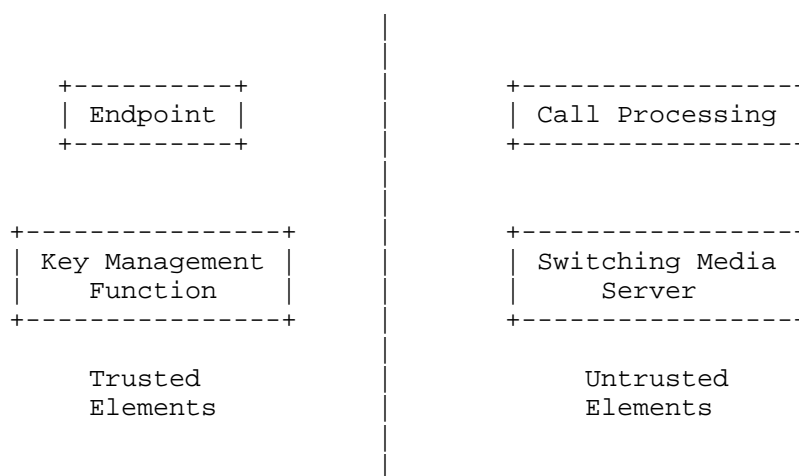 Endpoint
Call Processing
Key Management
Function
Switching Media
Server
Trusted
Elements
Untrusted
Elements